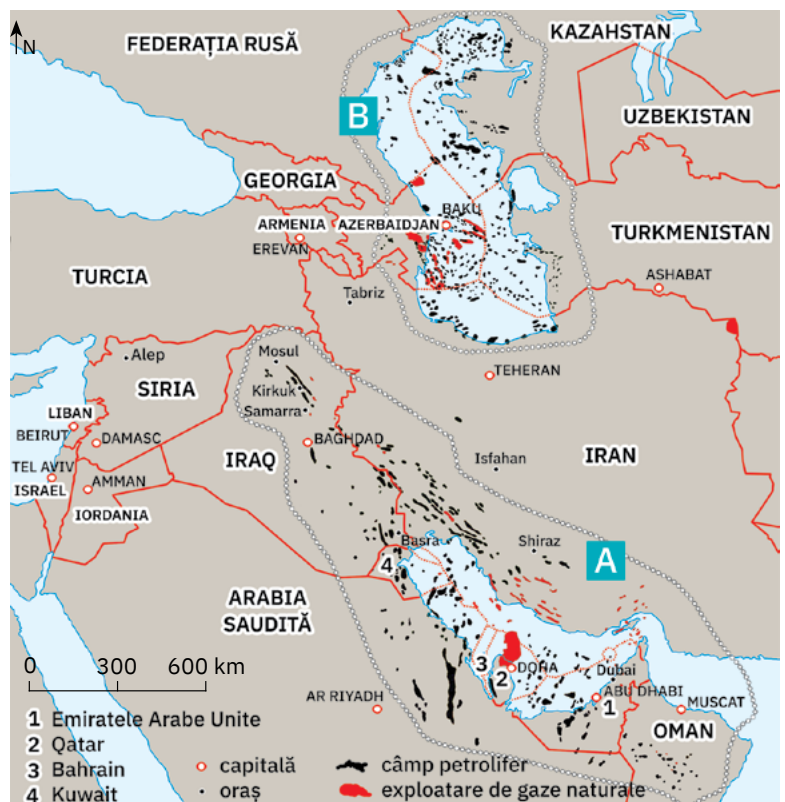 N
FEDERAȚIA RUSĂ
KAZAHSTAN
B
UZBEKISTAN
GEORGIA
BAKU
ARMENIA
AZERBAIDJAN
EREVAN
TURKMENISTAN
TURCIA
ASHABAT
Tabriz
Alep
Mosul
TEHERAN
SIRIA
Kirkuk
LIBAN
Samarra
BEIRUT
DAMASC
BAGHDAD
IRAQ
Isfahan
IRAN
TEL AVIV
ISRAEL
AMMAN
IORDANIA
Basra
Shiraz
A
4
ARABIA
SAUDITĂ
0 300 600 km
3
2
DOHA
Dubai
AR RIYADH
ABU DHABI
1
MUSCAT
OMAN
1 Emiratele Arabe Unite
2 Qatar
3 Bahrain
4 Kuwait
capitală
oraș
câmp petrolifer
exploatare de gaze naturale